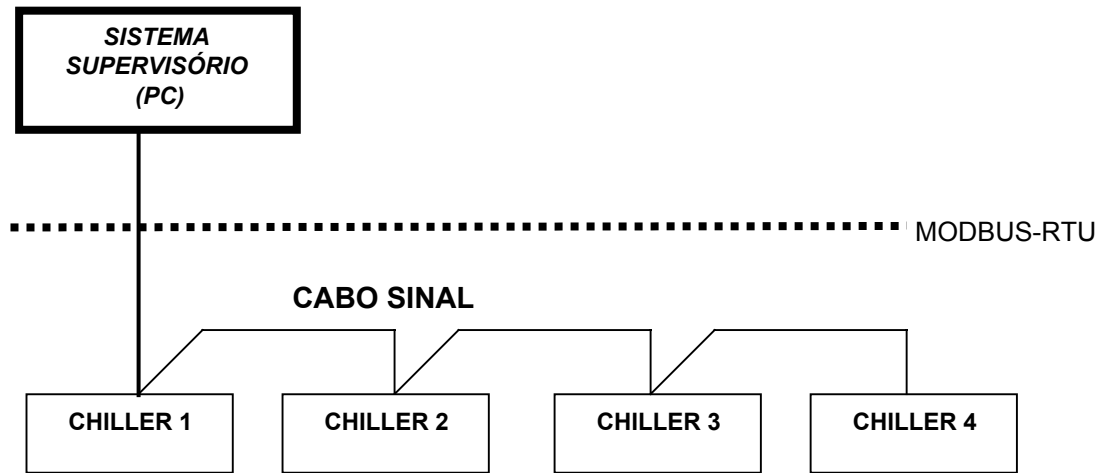 SISTEMA
SUPERVISÓRIO
(PC)
MODBUS-RTU
CABO SINAL
CHILLER 1
CHILLER 2
CHILLER 3
CHILLER 4